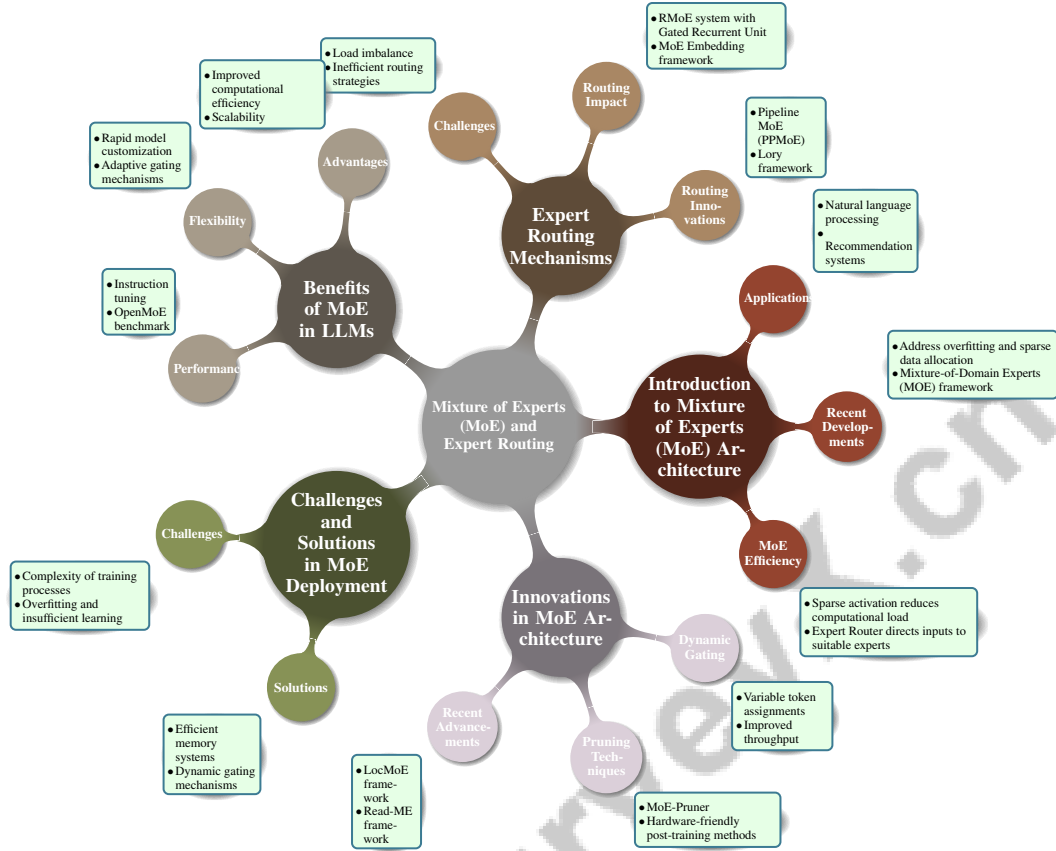 Mixture of Experts
(MoE) and
Expert Routing
Expert
Routing
Mechanisms
Challenges
● Load imbalance
● Inefficient routing
strategies
Routing
Impact
● RMoE system with
Gated Recurrent Unit
● MoE Embedding
framework
Routing
Inno-
vations
● Pipeline
MoE
(PPMoE)
● Lory
framework
Introduction
to Mixture
of Experts
(MoE) Ar-
chitecture
Applications
● Natural language
processing
●
Recommendation
systems
Recent
Develop-
ments
● Address overfitting and sparse
data allocation
● Mixture-of-Domain Experts
(MOE) framework
MoE
Efficiency
● Sparse activation reduces
computational load
● Expert Router directs inputs to
suitable experts
Innovations
in MoE Ar-
chitecture
Dynamic
Gating
● Variable token
assignments
● Improved
throughput
Pruning
Tech-
niques
● MoE-Pruner
● Hardware-friendly
post-training methods
Recent
Advance-
ments
● LocMoE
frame-
work
● Read-ME
frame-
work
Challenges
and
Solutions
in MoE
Deployment
Solutions
● Efficient
memory
systems
● Dynamic gating
mechanisms
Challenges
● Complexity of training
processes
● Overfitting and
insufficient learning
Benefits
of MoE
in LLMs
Performance
● Instruction
tuning
● OpenMoE
benchmark
Flexibility
● Rapid model
customization
● Adaptive gating
mechanisms
Advantages
● Improved
computational
efficiency
● Scalability